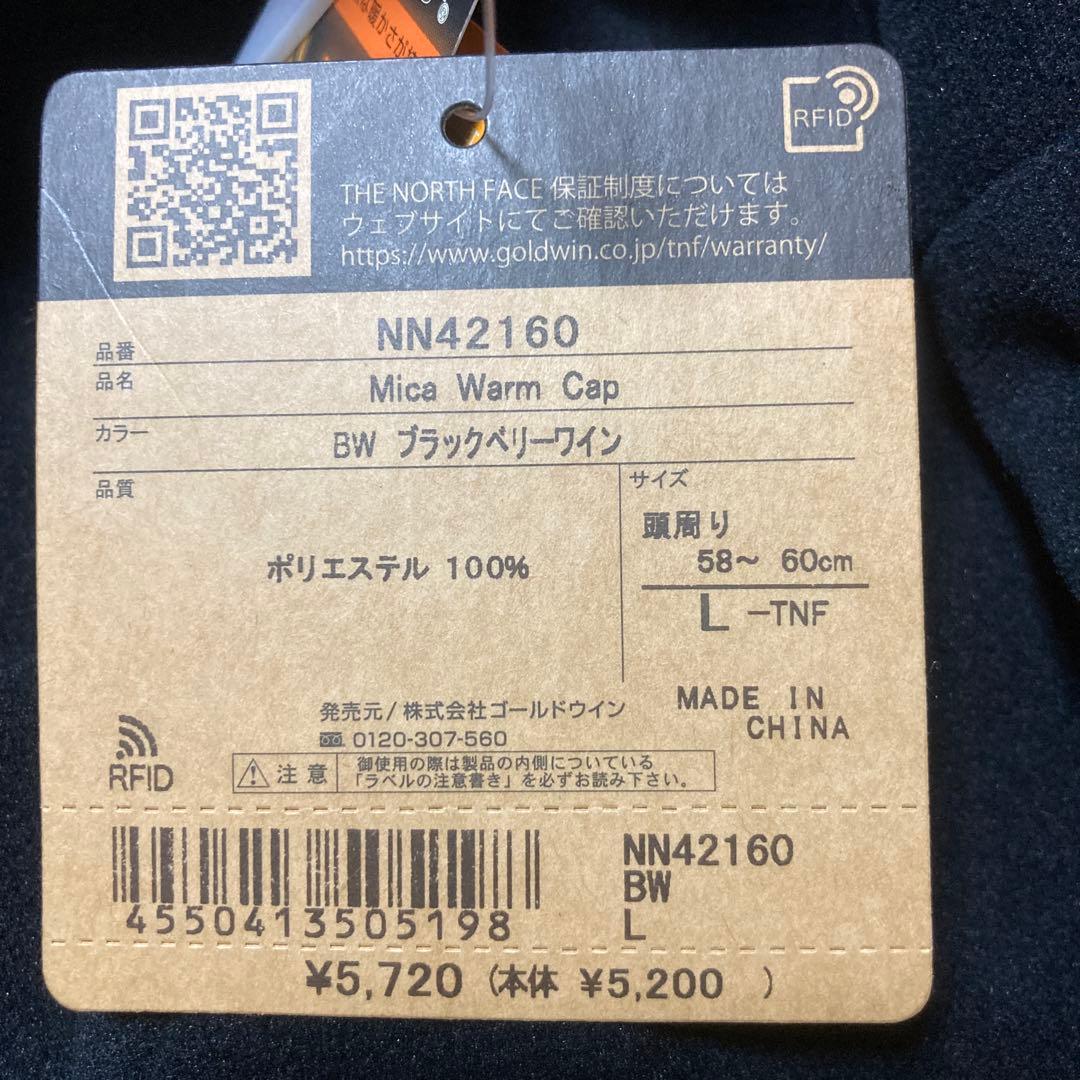 な暖かさが
RFID
THE NORTH FACE 保証制度については
ウェブサイトにてご確認いただけます。
https://www.goldwin.co.jp/tnf/warranty/
品番 NN42160
品名 Mica Warm Cap
カラー BW ブラックベリーワイン
品質
ポリエステル 100%
サイズ
頭周り
58~ 60cm
L -TNF
MADE IN
CHINA
発売元/株式会社ゴールドウイン
0120-307-560
RFID
注意
御使用の際は製品の内側についている
「ラベルの注意書き」を必ずお読み下さい。
4550413505198
NN42160
BW
L
¥5,720 (本体 ¥5,200 )